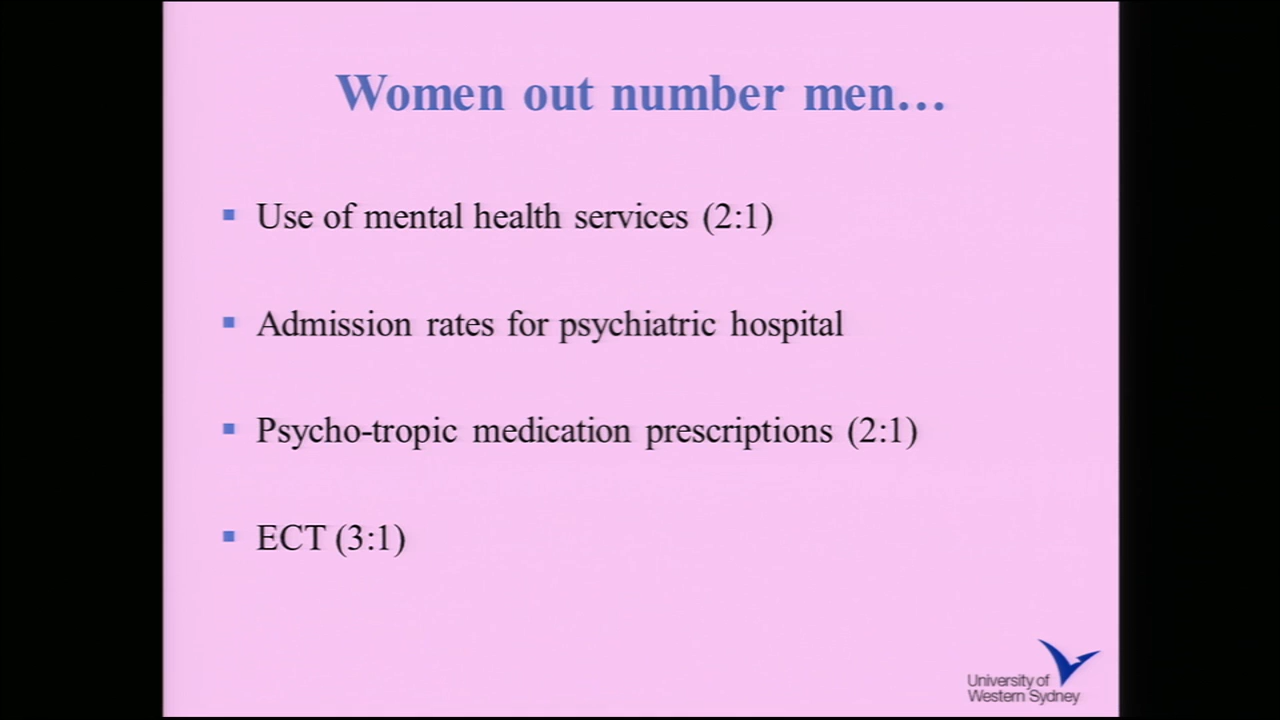 Women out number men…
Use of mental health services (2:1)
Admission rates for psychiatric hospital
Psycho-tropic medication prescriptions (2:1)
ECT (3:1)
University of
Western Sydney